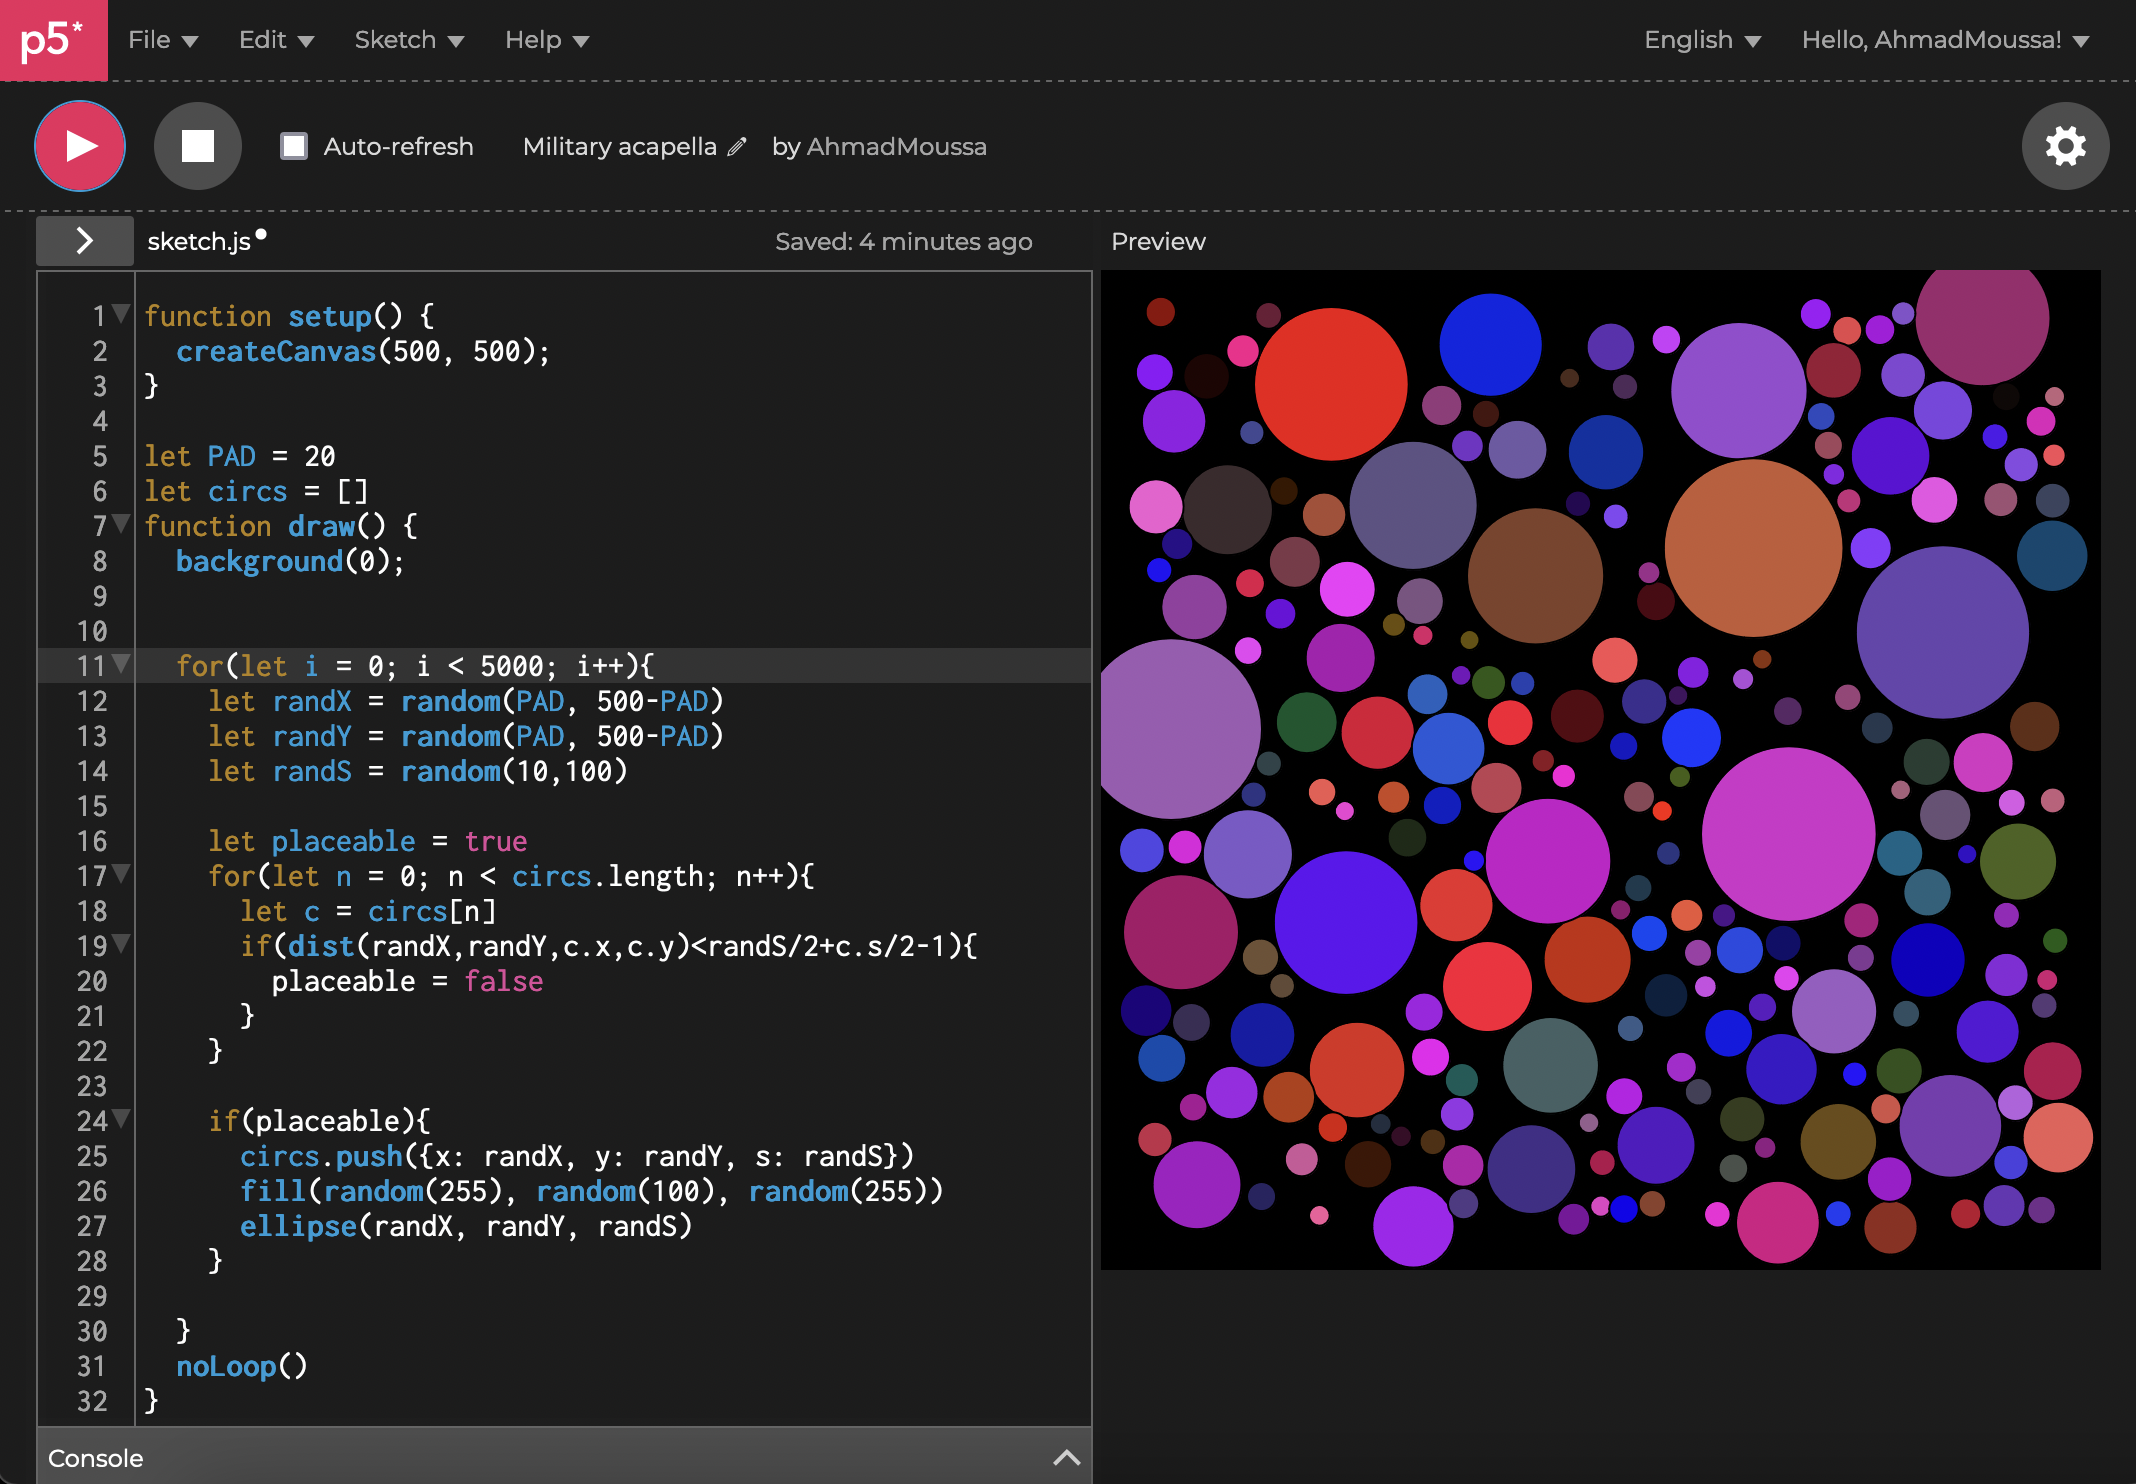 p5* File Edit Sketch Help English Hello, AhmadMoussa!
Auto-refresh Military acapella by AhmadMoussa
sketch.js Saved: 4 minutes ago Preview
1 function setup() {
2   createCanvas(500, 500);
3 }
4
5 let PAD = 20
6 let circs = []
7 function draw() {
8   background(0);
9
10
11   for(let i = 0; i < 5000; i++){
12     let randX = random(PAD, 500-PAD)
13     let randY = random(PAD, 500-PAD)
14     let randS = random(10,100)
15
16     let placeable = true
17     for(let n = 0; n < circs.length; n++){
18       let c = circs[n]
19       if(dist(randX,randY,c.x,c.y)<randS/2+c.s/2-1){
20         placeable = false
21       }
22     }
23
24     if(placeable){
25       circs.push({x: randX, y: randY, s: randS})
26       fill(random(255), random(100), random(255))
27       ellipse(randX, randY, randS)
28     }
29
30   }
31   noLoop()
32 }
Console